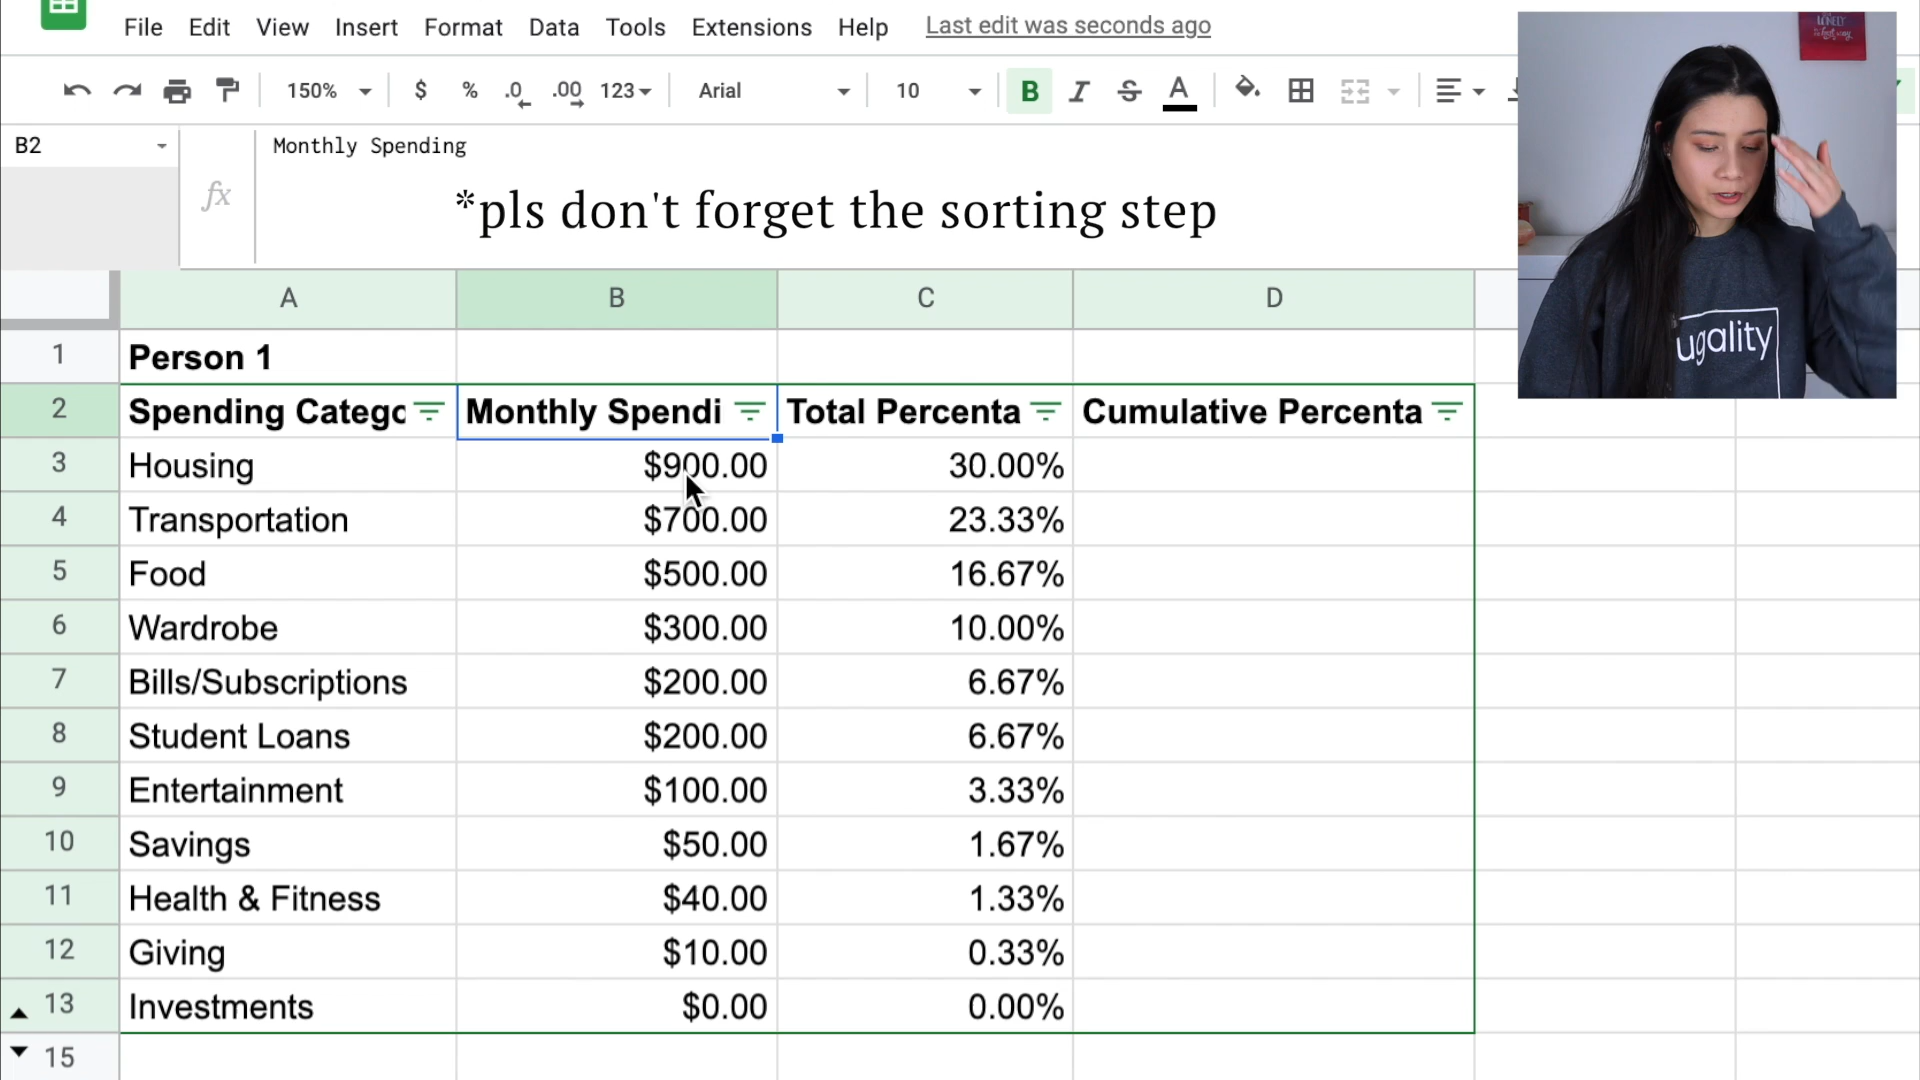 File Edit View Insert Format Data Tools Extensions Help Last edit was seconds ago
150% $ % .0 .00 123 Arial 10 B I S A
B2 Monthly Spending
fx
*pls don't forget the sorting step
A B C D
1 Person 1
2 Spending Catego Monthly Spendi Total Percenta Cumulative Percenta
3 Housing $900.00 30.00%
4 Transportation $700.00 23.33%
5 Food $500.00 16.67%
6 Wardrobe $300.00 10.00%
7 Bills/Subscriptions $200.00 6.67%
8 Student Loans $200.00 6.67%
9 Entertainment $100.00 3.33%
10 Savings $50.00 1.67%
11 Health & Fitness $40.00 1.33%
12 Giving $10.00 0.33%
13 Investments $0.00 0.00%
15
LONELY
ugality